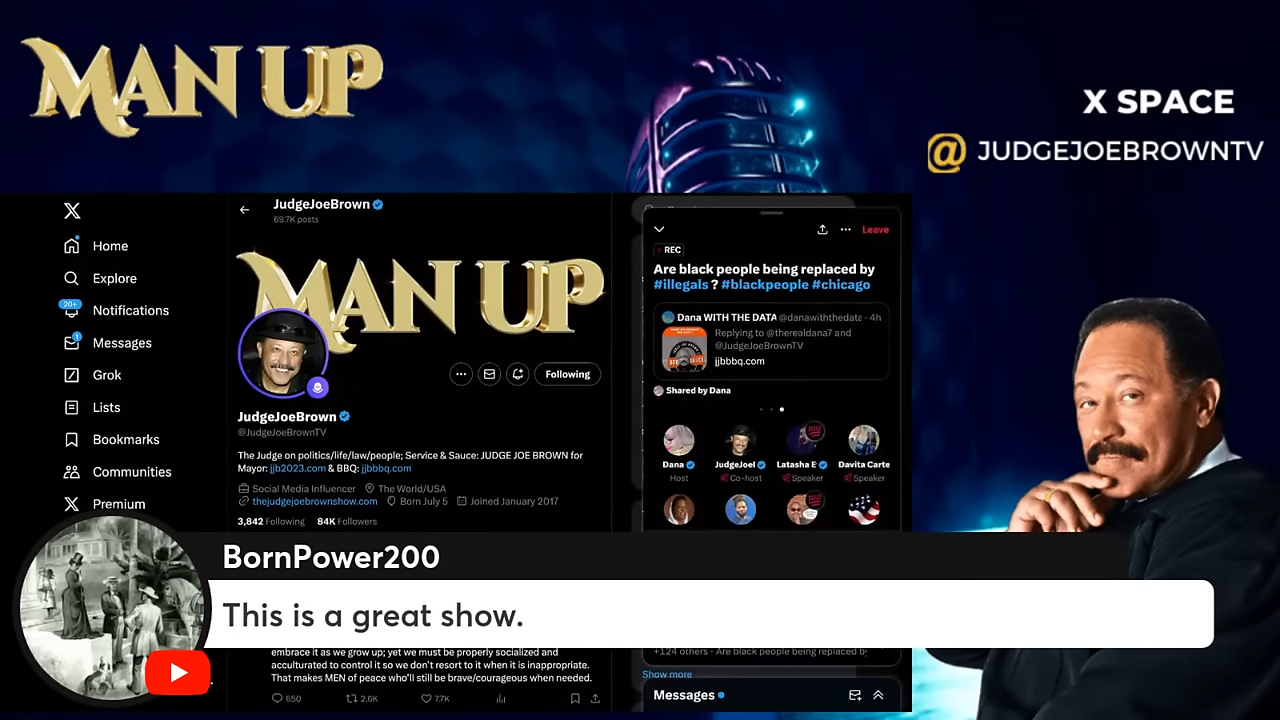 MAN UP
X SPACE
@ JUDGEJOEBROWNTV
JudgeJoeBrown
69.7K posts
Home
Explore
20+
Notifications
1
Messages
Grok
Lists
Bookmarks
Communities
Premium
MAN UP
Following
JudgeJoeBrown
@JudgeJoeBrownTV
The Judge on politics/life/law/people; Service & Sauce: JUDGE JOE BROWN for
Mayor: jjb2023.com & BBQ: jjbbbq.com
Social Media Influencer The World/USA
thejudgejoebrownshow.com Born July 5 Joined January 2017
3,842 Following 84K Followers
Leave
REC
Are black people being replaced by
#illegals ? #blackpeople #chicago
Dana WITH THE DATA @danawiththedata · 4h
Replying to @therealdana7 and
@JudgeJoeBrownTV
jjbbbq.com
Shared by Dana
100
Dana JudgeJoeI Latasha E Davita Carte
Host Co-host Speaker Speaker
100
BornPower200
This is a great show.
embrace it as we grow up; yet we must be properly socialized and
acculturated to control it so we don't resort to it when it is inappropriate.
That makes MEN of peace who'll still be brave/courageous when needed.
650 2.6K 7.7K
+124 others · Are black people being replaced by
Show more
Messages